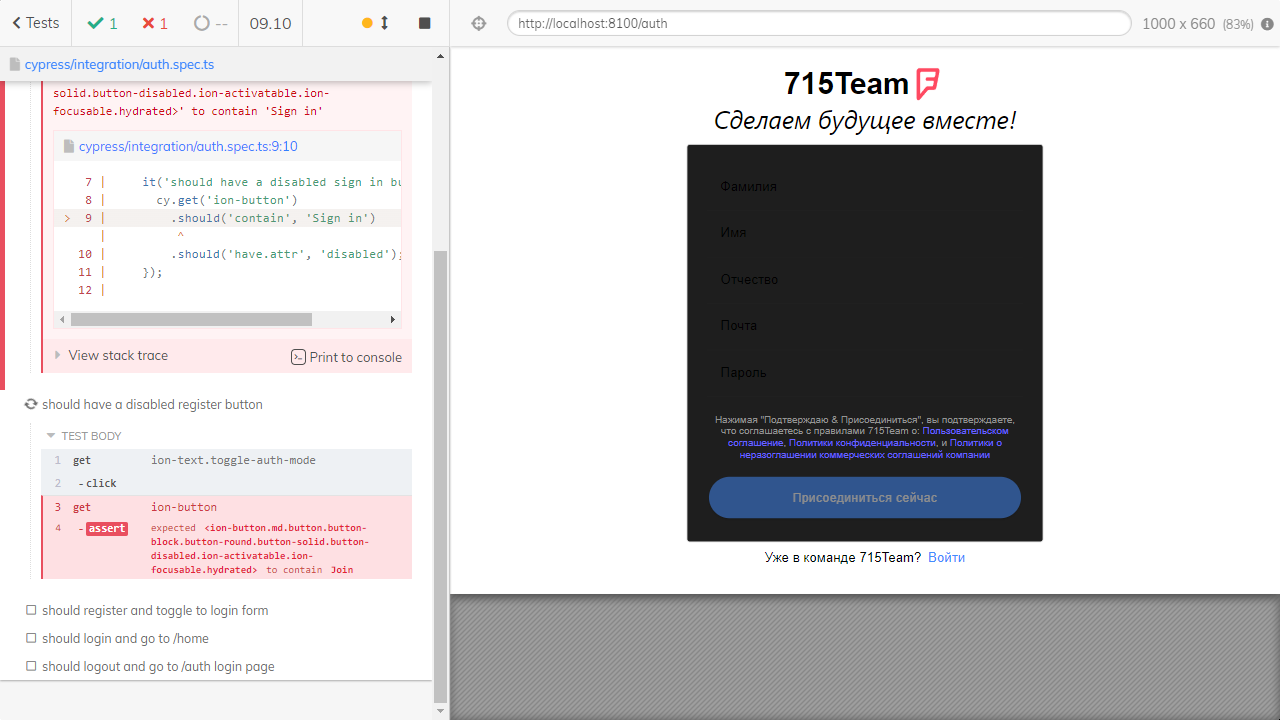 Tests
1
1
--
09.10
http://localhost:8100/auth
1000 x 660 (83%)
cypress/integration/auth.spec.ts
solid.button-disabled.ion-activatable.ion-
focusable.hydrated>' to contain 'Sign in'
cypress/integration/auth.spec.ts:9:10
7 | it('should have a disabled sign in bu
8 | cy.get('ion-button')
> 9 | .should('contain', 'Sign in')
| ^
10 | .should('have.attr', 'disabled');
11 | });
12 |
View stack trace
Print to console
should have a disabled register button
TEST BODY
1 get ion-text.toggle-auth-mode
2 -click
3 get ion-button
4 -assert expected <ion-button.md.button.button-
block.button-round.button-solid.button-
disabled.ion-activatable.ion-
focusable.hydrated> to contain Join
should register and toggle to login form
should login and go to /home
should logout and go to /auth login page
715Team
Сделаем будущее вместе!
Фамилия
Имя
Отчество
Почта
Пароль
Нажимая "Подтверждаю & Присоединиться", вы подтверждаете,
что соглашаетесь с правилами 715Team о: Пользовательском
соглашение, Политики конфиденциальности, и Политики о
неразоглашении коммерческих соглашений компании
Присоединиться сейчас
Уже в команде 715Team? Войти